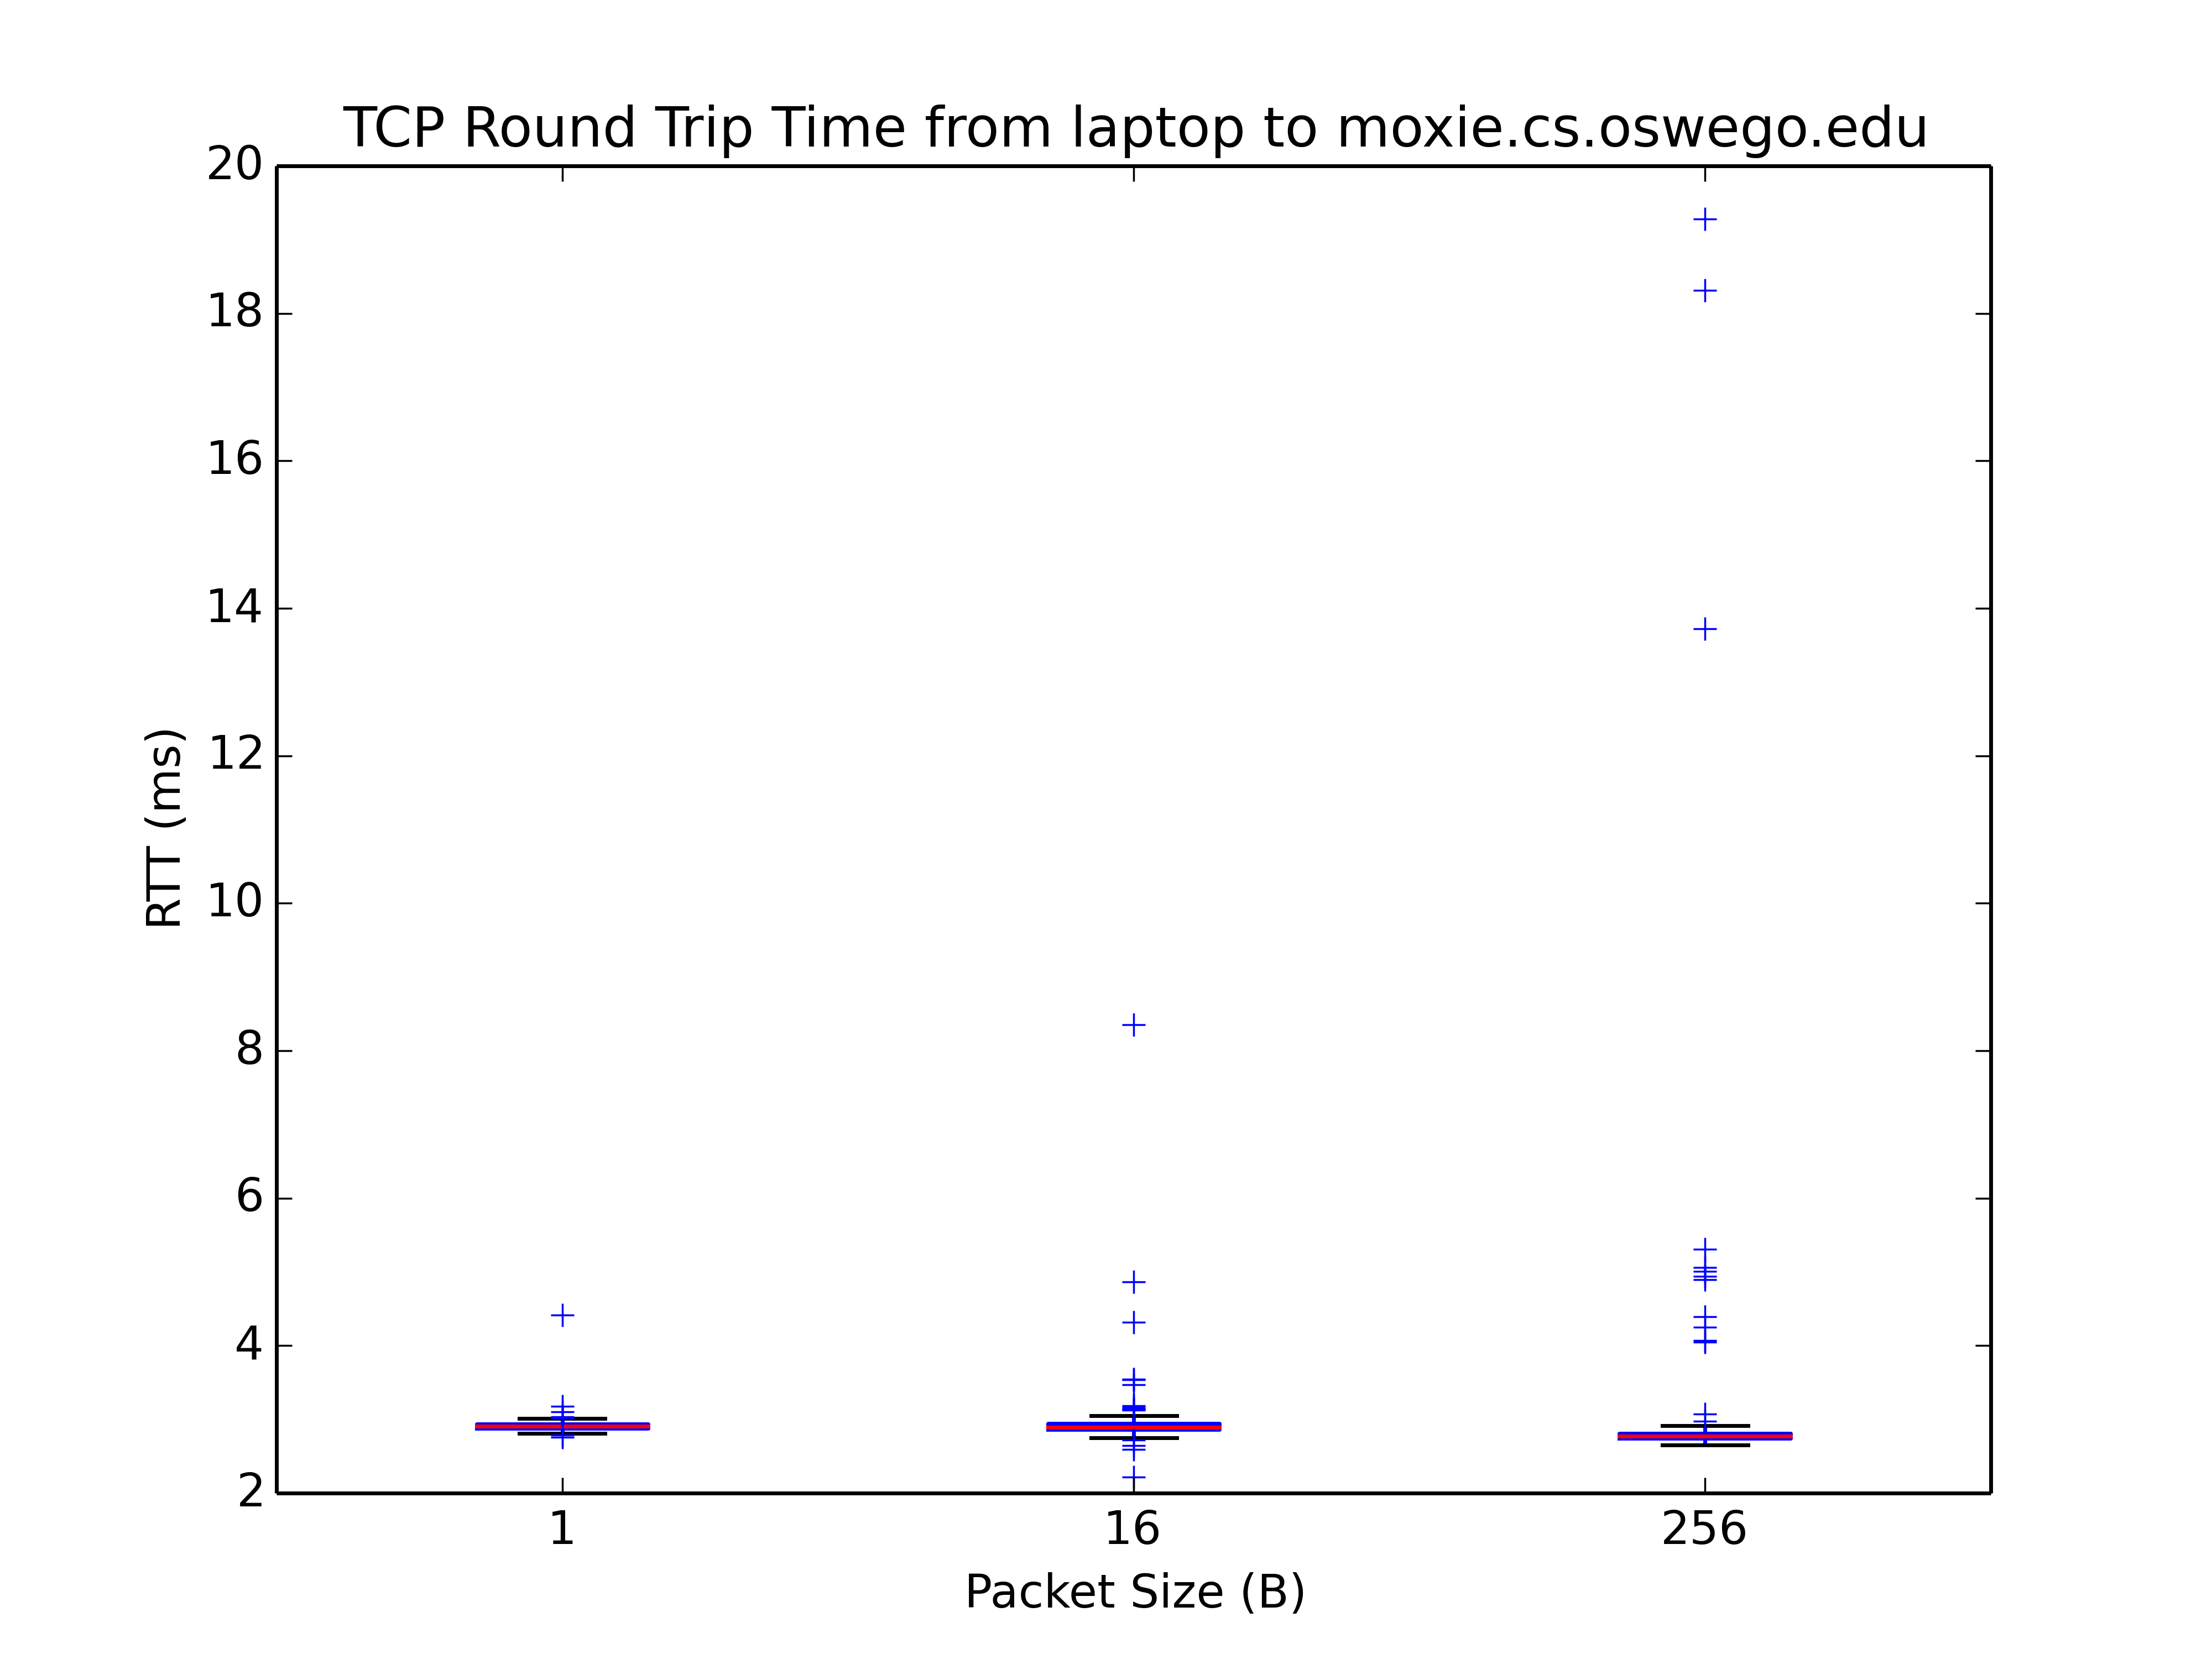 TCP Round Trip Time from laptop to moxie.cs.oswego.edu
20
18
16
14
12
10
8
6
4
2
RTT (ms)
1 16 256
Packet Size (B)